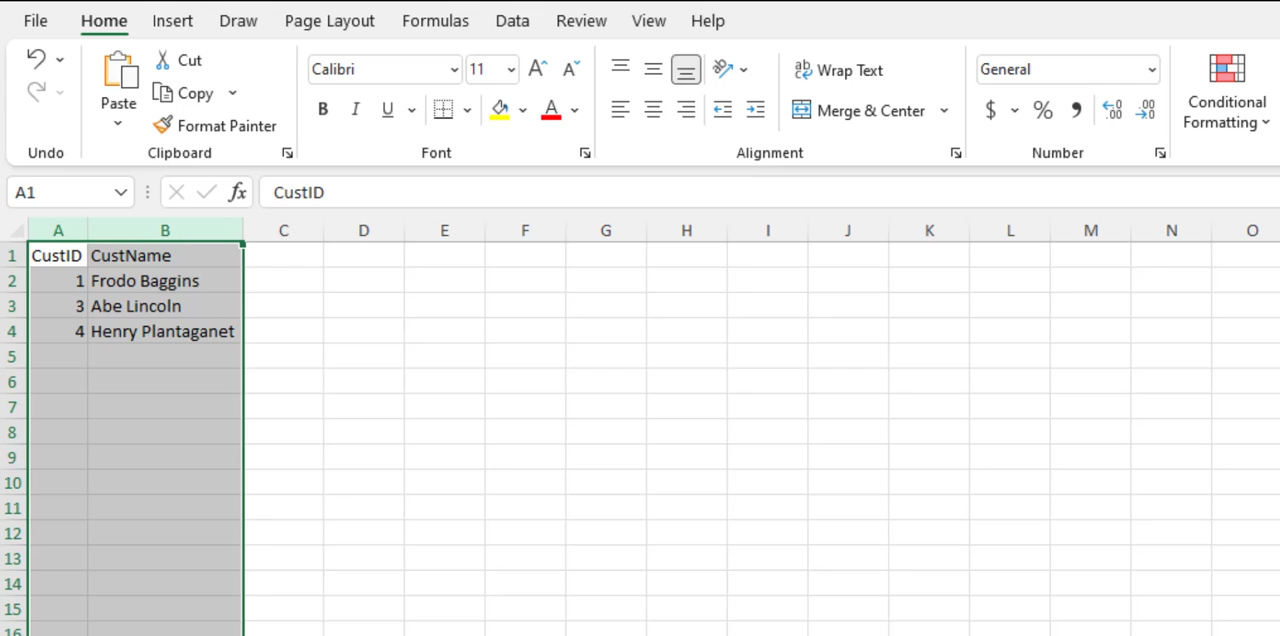 File Home Insert Draw Page Layout Formulas Data Review View Help
Cut
Calibri 11 ab Wrap Text General
Paste Copy Conditional
B I U A Merge & Center $ % Formatting
Format Painter
Undo Clipboard Font Alignment Number
A1 fx CustID
A B C D E F G H I J K L M N O
1 CustID CustName
2 1 Frodo Baggins
3 3 Abe Lincoln
4 4 Henry Plantaganet
5
6
7
8
9
10
11
12
13
14
15
16